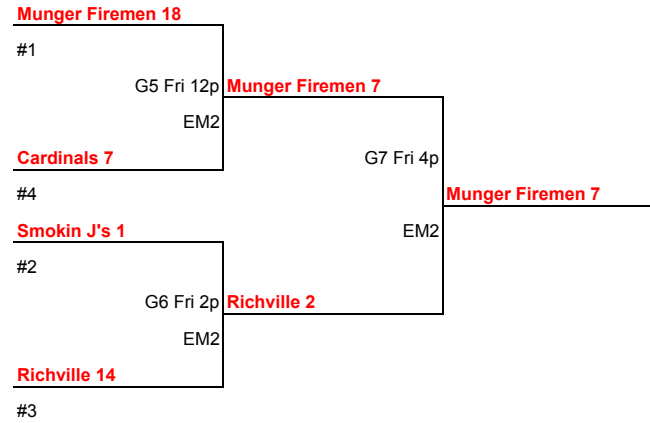 Munger Firemen 18
#1
G5 Fri 12p Munger Firemen 7
EM2
Cardinals 7
G7 Fri 4p
#4
Munger Firemen 7
Smokin J's 1
EM2
#2
G6 Fri 2p Richville 2
EM2
Richville 14
#3